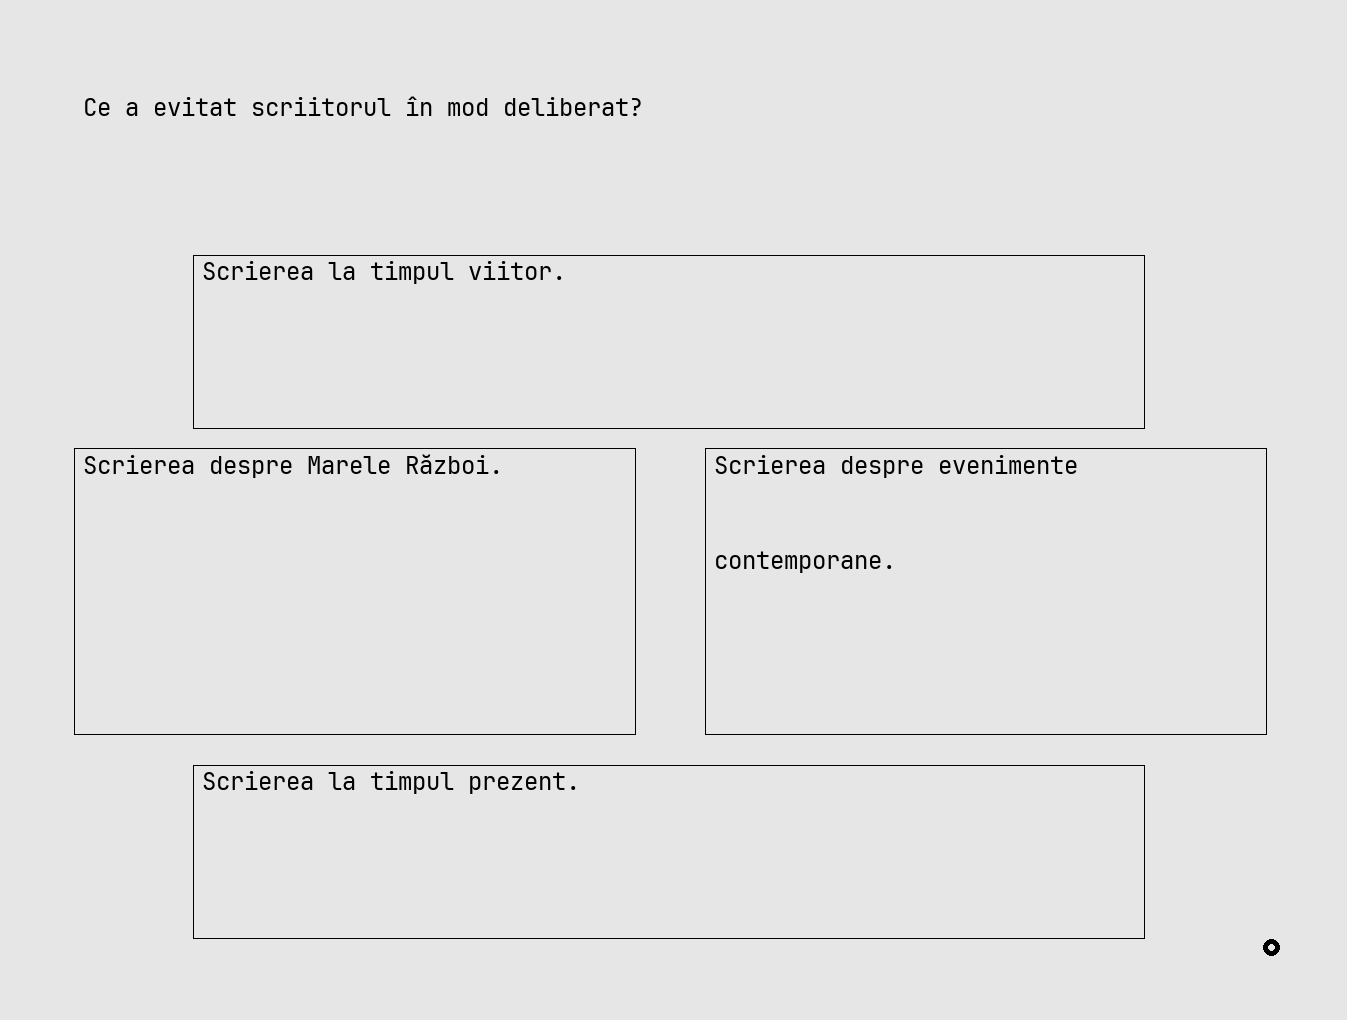 Ce a evitat scriitorul în mod deliberat?
Scrierea la timpul viitor.
Scrierea despre Marele Război.
Scrierea despre evenimente
contemporane.
Scrierea la timpul prezent.